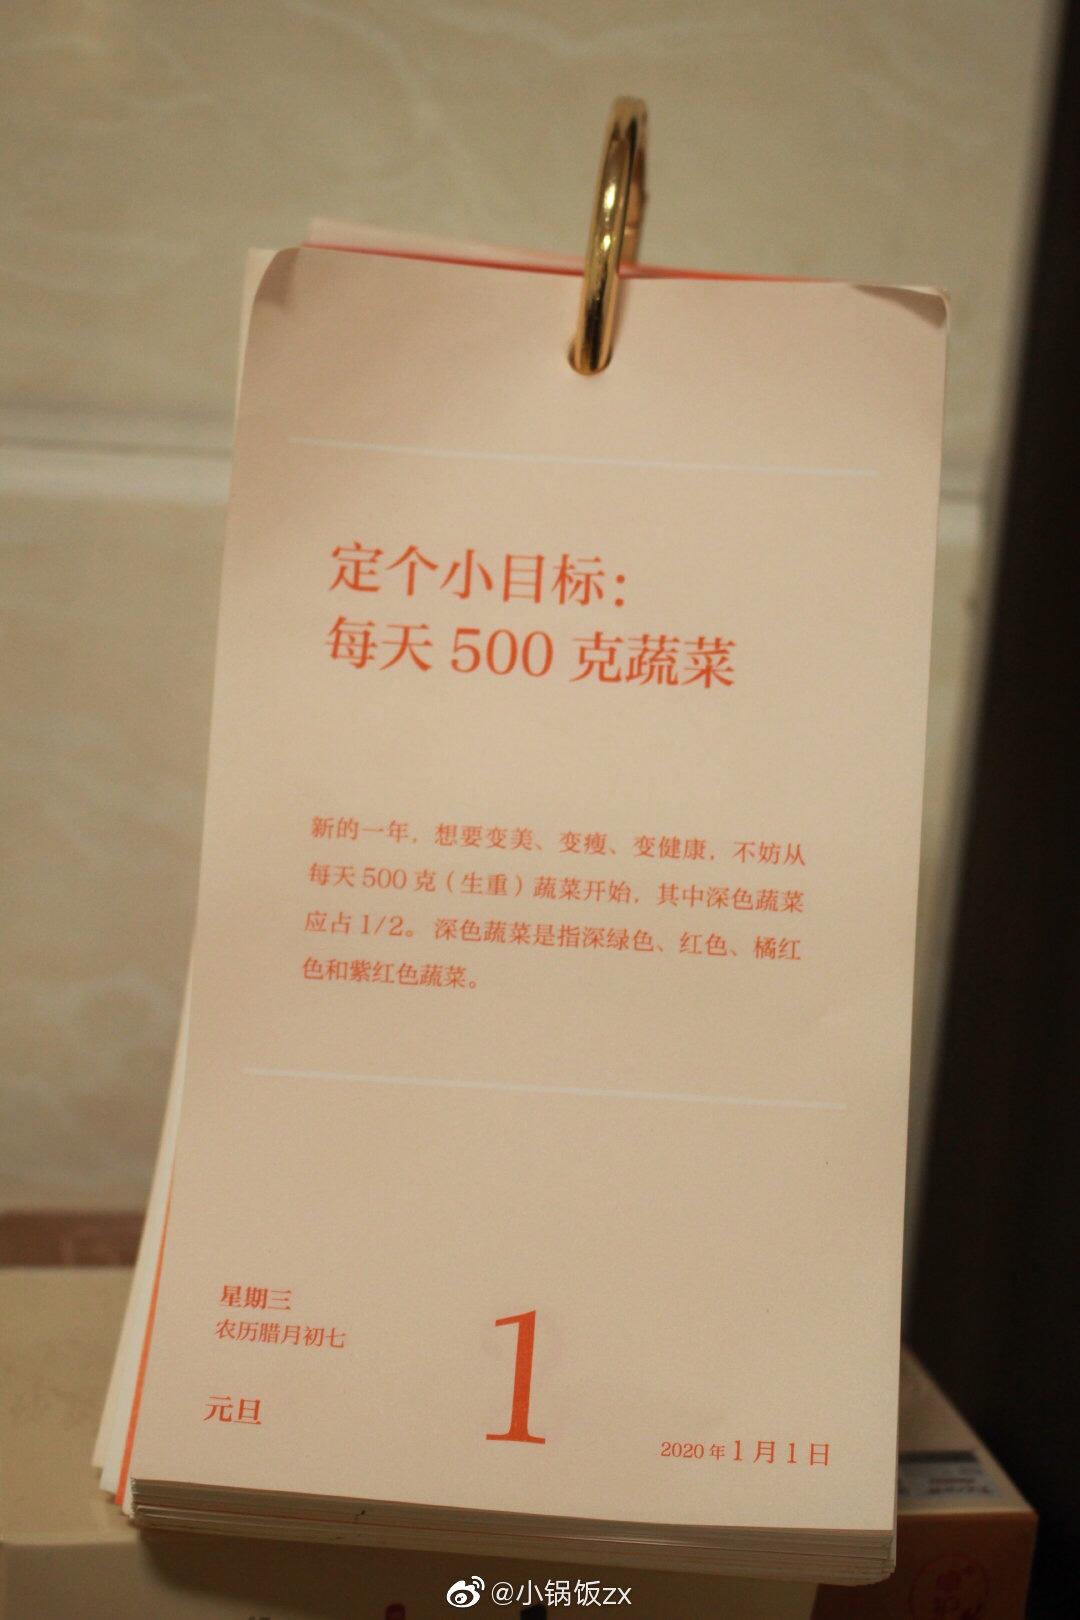 定个小目标：
每天 500 克蔬菜
新的一年，想要变美、变瘦、变健康，不妨从
每天 500 克（生重）蔬菜开始，其中深色蔬菜
应占 1/2。深色蔬菜是指深绿色、红色、橘红
色和紫红色蔬菜。
星期三
农历腊月初七
元旦
1
2020 年 1 月 1 日
@小锅饭zx